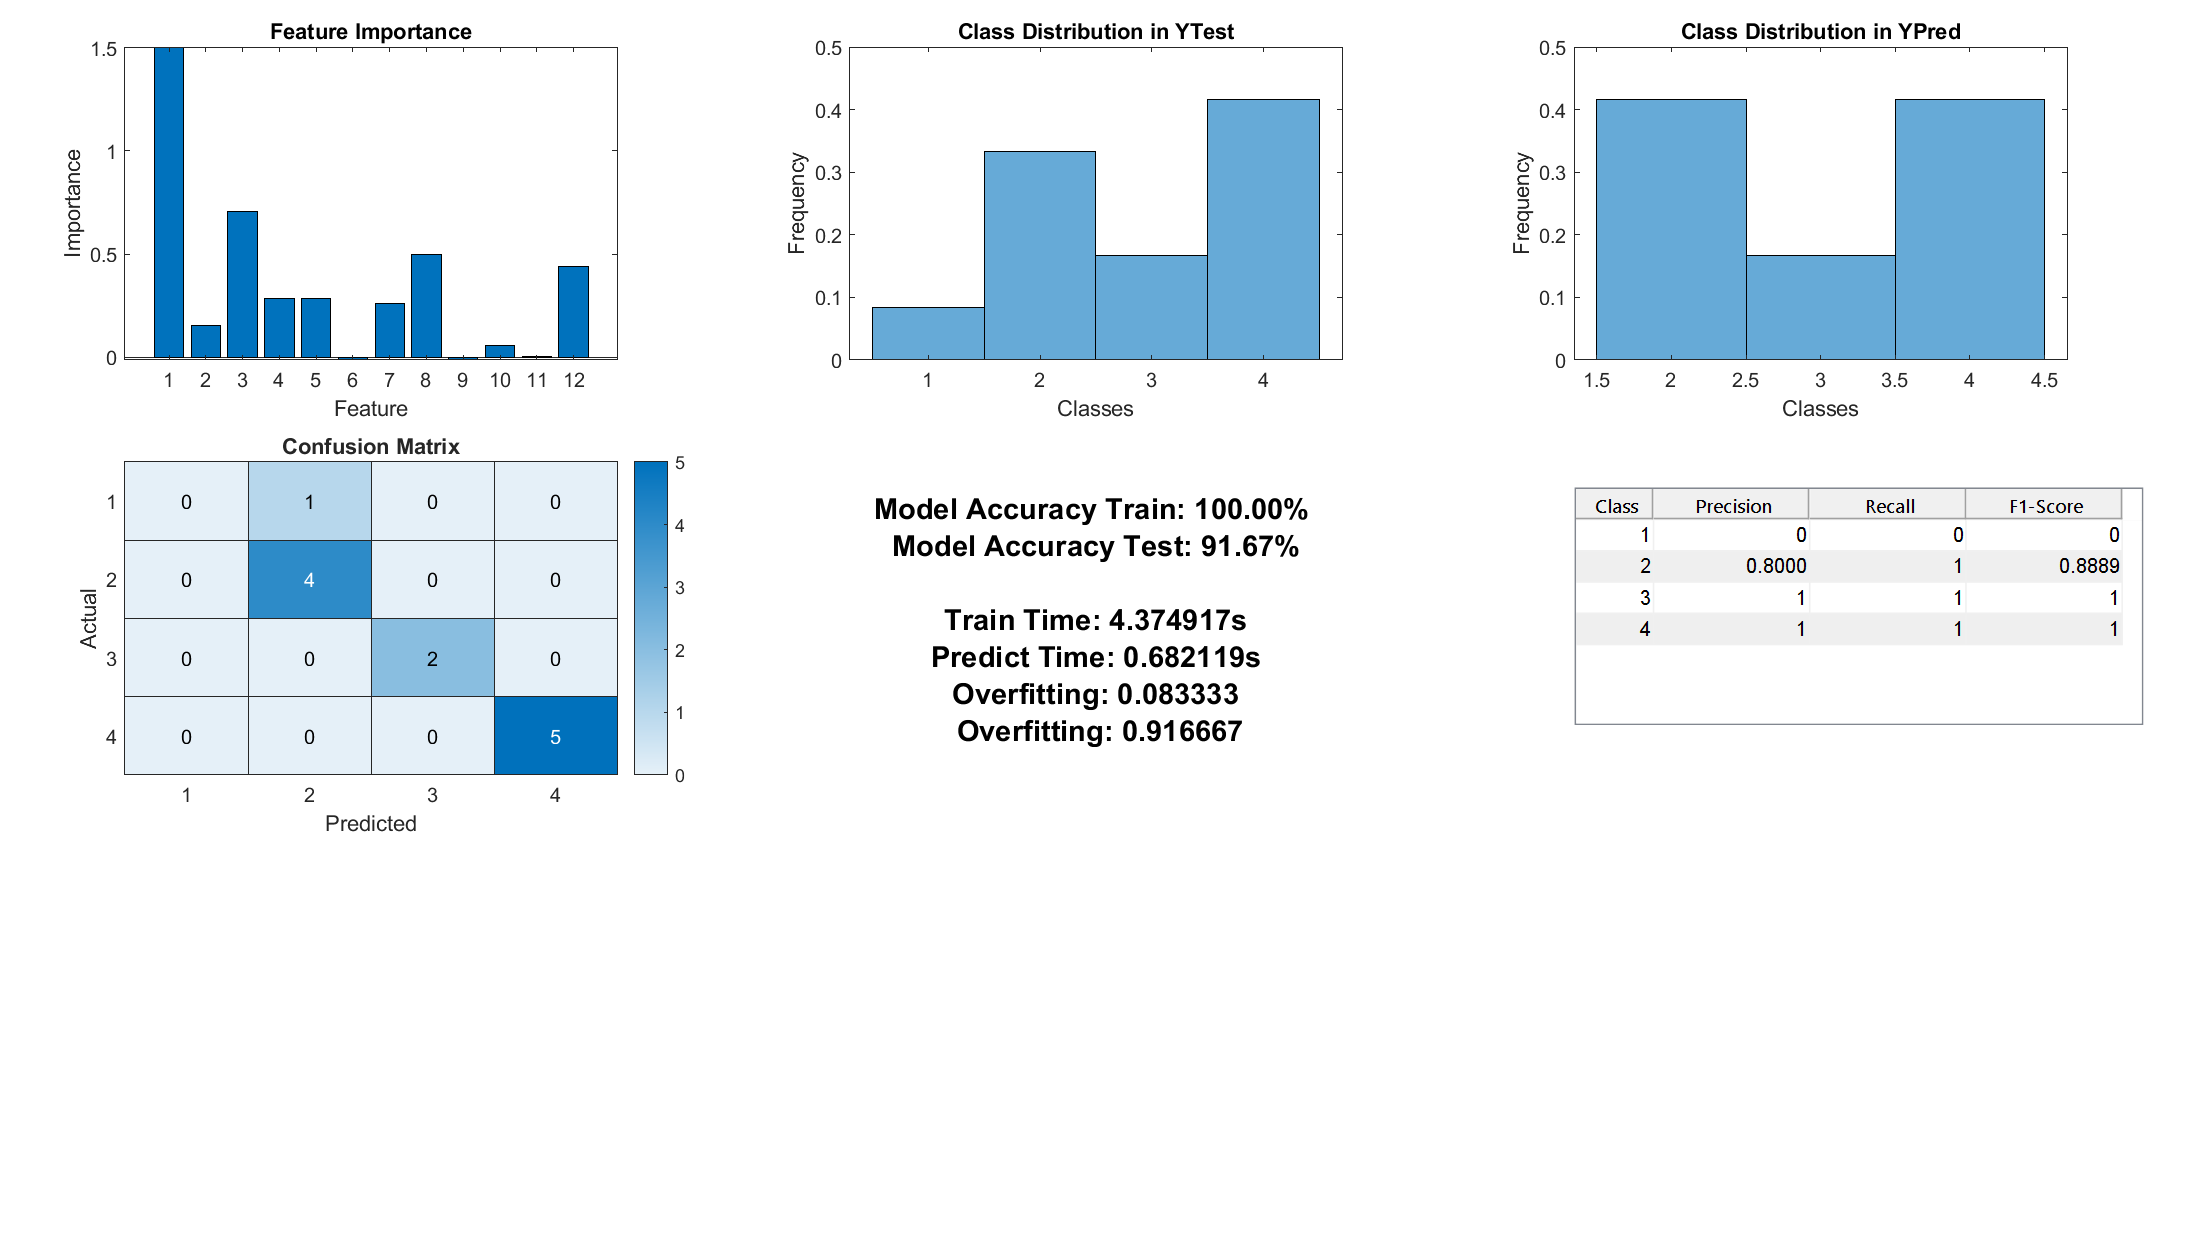 Feature Importance
1.5
1
0.5
0
Importance
1 2 3 4 5 6 7 8 9 10 11 12
Feature
Class Distribution in YTest
0.5
0.4
0.3
0.2
0.1
0
Frequency
1 2 3 4
Classes
Class Distribution in YPred
0.5
0.4
0.3
0.2
0.1
0
Frequency
1.5 2 2.5 3 3.5 4 4.5
Classes
Confusion Matrix
Actual
1 0 1 0 0
2 0 4 0 0
3 0 0 2 0
4 0 0 0 5
1 2 3 4
Predicted
5
4
3
2
1
0
Model Accuracy Train: 100.00%
Model Accuracy Test: 91.67%
Train Time: 4.374917s
Predict Time: 0.682119s
Overfitting: 0.083333
Overfitting: 0.916667
Class Precision Recall F1-Score
1 0 0 0
2 0.8000 1 0.8889
3 1 1 1
4 1 1 1